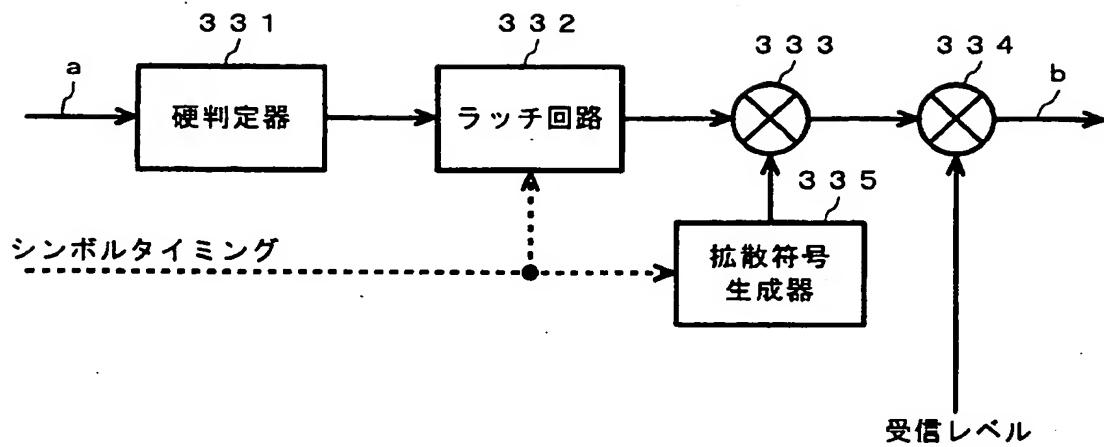 331
332
333
334
a
硬判定器
ラッチ回路
b
335
シンボルタイミング
拡散符号
生成器
受信レベル